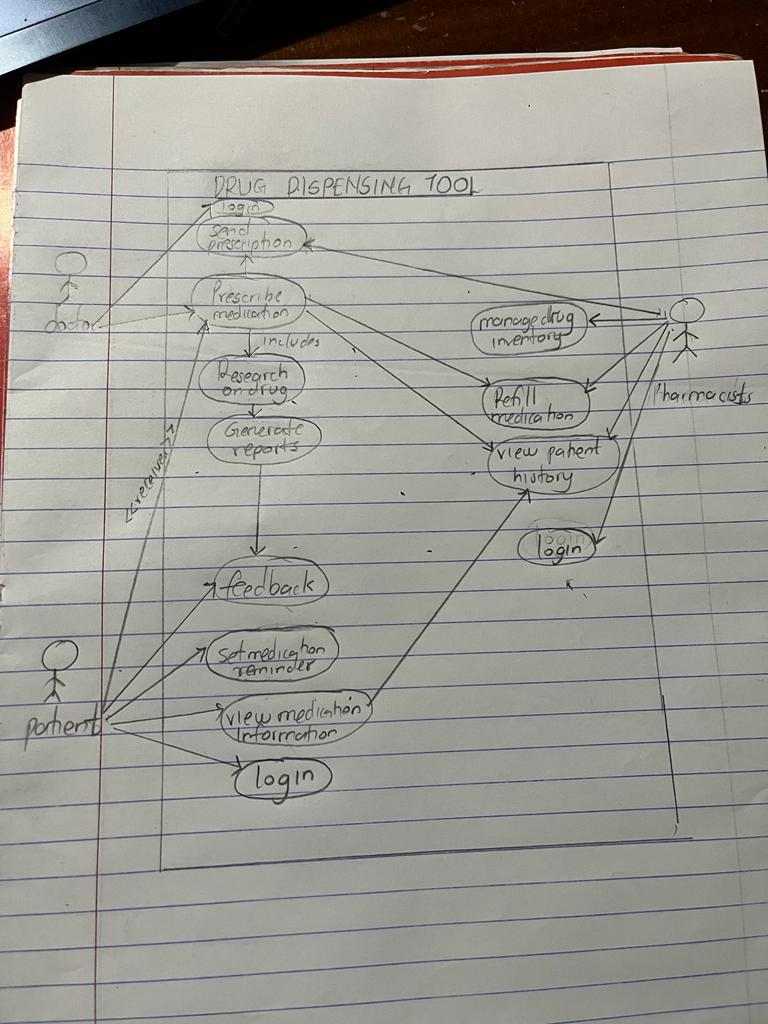 DRUG DISPENSING TOOL
login
send
prescription
doctor
Prescribe
medication
includes
Research
on drug
Generate
reports
manage drug
inventory
Refill
medication
Pharmacists
view patient
history
login
<<receives>>
feedback
set medication
reminder
patient
view medication
information
login